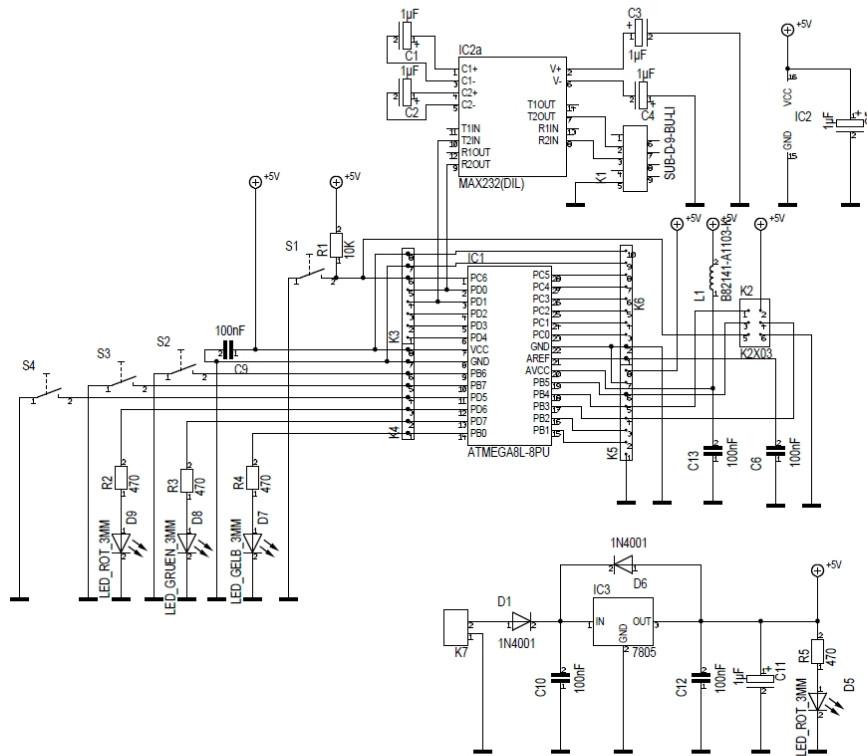 1µF
C1
1µF
C2
IC2a
C1+
C1-
C2+
C2-
T1IN
T2IN
R1OUT
R2OUT
V+
V-
T1OUT
T2OUT
R1IN
R2IN
MAX232(DIL)
C3
1µF
1µF
C4
K1
SUB-D-9-BU-LI
+5V
VCC
IC2
GND
16
15
1µF
+5V
+5V
S1
R1
10K
IC1
PC6
PD0
PD1
PD2
PD3
PD4
VCC
GND
PB6
PB7
PD5
PD6
PD7
PB0
PC5
PC4
PC3
PC2
PC1
PC0
GND
AREF
AVCC
PB5
PB4
PB3
PB2
PB1
ATMEGA8L-8PU
K3
K4
K6
K5
+5V
+5V
+5V
L1
B82141-A1103-K
K2
K2X03
S4
S3
S2
100nF
C9
R2
470
R3
470
R4
470
D9
LED_ROT_3MM
D8
LED_GRUEN_3MM
D7
LED_GELB_3MM
C13
100nF
C6
100nF
1N4001
D6
D1
1N4001
K7
IC3
IN
OUT
GND
7805
C10
100nF
C12
100nF
1µF
C11
+5V
R5
470
D5
LED_ROT_3MM